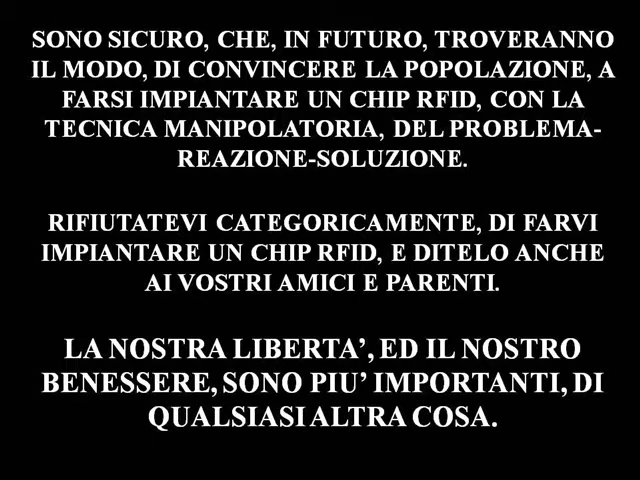 SONO SICURO, CHE, IN FUTURO, TROVERANNO
IL MODO, DI CONVINCERE LA POPOLAZIONE, A
FARSI IMPIANTARE UN CHIP RFID, CON LA
TECNICA MANIPOLATORIA, DEL PROBLEMA-
REAZIONE-SOLUZIONE.
RIFIUTATEVI CATEGORICAMENTE, DI FARVI
IMPIANTARE UN CHIP RFID, E DITELO ANCHE
AI VOSTRI AMICI E PARENTI.
LA NOSTRA LIBERTA’, ED IL NOSTRO
BENESSERE, SONO PIU’ IMPORTANTI, DI
QUALSIASI ALTRA COSA.